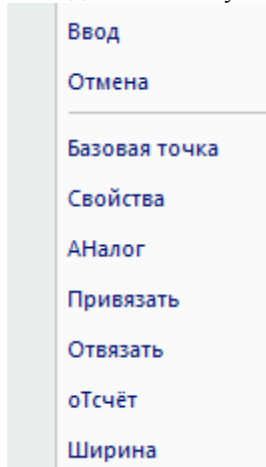 Ввод
Отмена
Базовая точка
Свойства
АНалог
Привязать
Отвязать
оТсчёт
Ширина